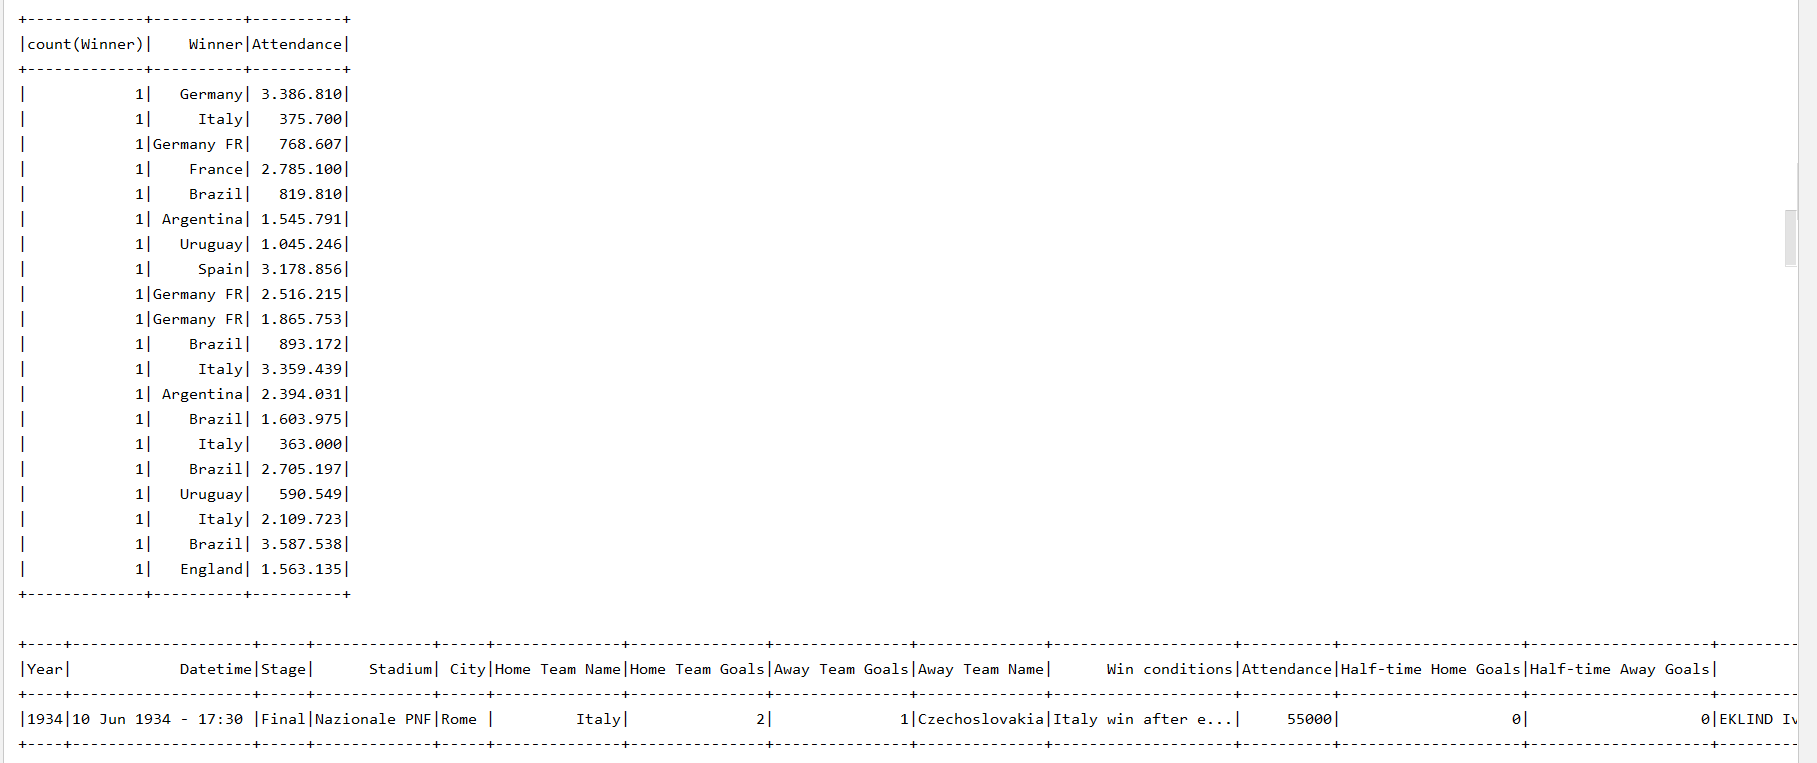 +-------------+----------+----------+
|count(Winner)|    Winner|Attendance|
+-------------+----------+----------+
|            1|   Germany| 3.386.810|
|            1|     Italy|   375.700|
|            1|Germany FR|   768.607|
|            1|    France| 2.785.100|
|            1|    Brazil|   819.810|
|            1| Argentina| 1.545.791|
|            1|   Uruguay| 1.045.246|
|            1|     Spain| 3.178.856|
|            1|Germany FR| 2.516.215|
|            1|Germany FR| 1.865.753|
|            1|    Brazil|   893.172|
|            1|     Italy| 3.359.439|
|            1| Argentina| 2.394.031|
|            1|    Brazil| 1.603.975|
|            1|     Italy|   363.000|
|            1|    Brazil| 2.705.197|
|            1|   Uruguay|   590.549|
|            1|     Italy| 2.109.723|
|            1|    Brazil| 3.587.538|
|            1|   England| 1.563.135|
+-------------+----------+----------+
+----+--------------------+-----+-------------+-----+--------------+---------------+---------------+--------------+--------------------+----------+--------------------+--------------------+---------
|Year|            Datetime|Stage|      Stadium| City|Home Team Name|Home Team Goals|Away Team Goals|Away Team Name|      Win conditions|Attendance|Half-time Home Goals|Half-time Away Goals|
+----+--------------------+-----+-------------+-----+--------------+---------------+---------------+--------------+--------------------+----------+--------------------+--------------------+---------
|1934|10 Jun 1934 - 17:30 |Final|Nazionale PNF|Rome |         Italy|              2|              1|Czechoslovakia|Italy win after e...|     55000|                   0|                   0|EKLIND Iv
+----+--------------------+-----+-------------+-----+--------------+---------------+---------------+--------------+--------------------+----------+--------------------+--------------------+---------